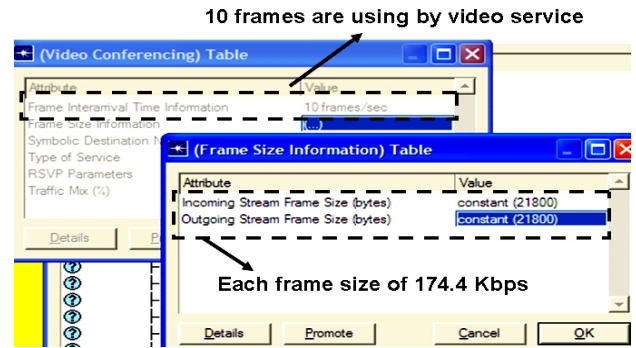 10 frames are using by video service
(Video Conferencing) Table
Attribute Value
Frame Interarrival Time Information 10 frames/sec
Frame Size Information (...)
Symbolic Destination N
Type of Service
RSVP Parameters
Traffic Mix (%)
Details
(Frame Size Information) Table
Attribute Value
Incoming Stream Frame Size (bytes) constant (21800)
Outgoing Stream Frame Size (bytes) constant (21800)
Each frame size of 174.4 Kbps
Details Promote Cancel OK